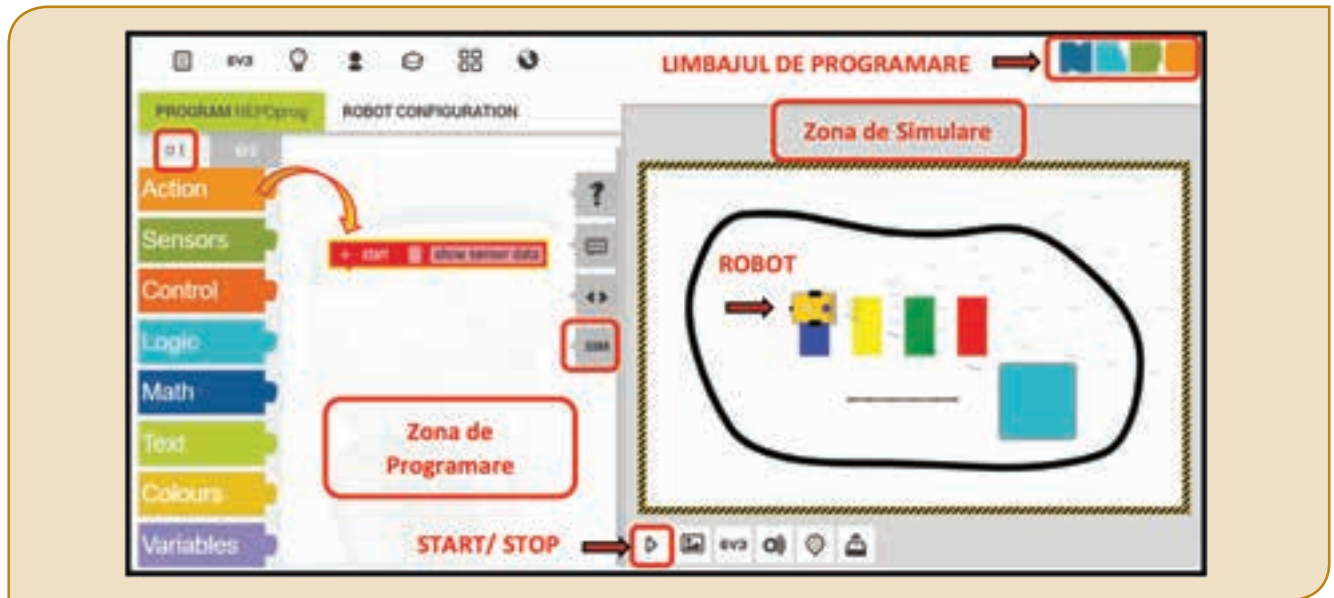 EV3
LIMBAJUL DE PROGRAMARE
PROGRAM NEPOprog
ROBOT CONFIGURATION
Zona de Simulare
Action
Sensors
Control
Logic
Math
Text
Colours
Variables
+ start show sensor data
?
SIM
Zona de
Programare
ROBOT
START/ STOP
EV3